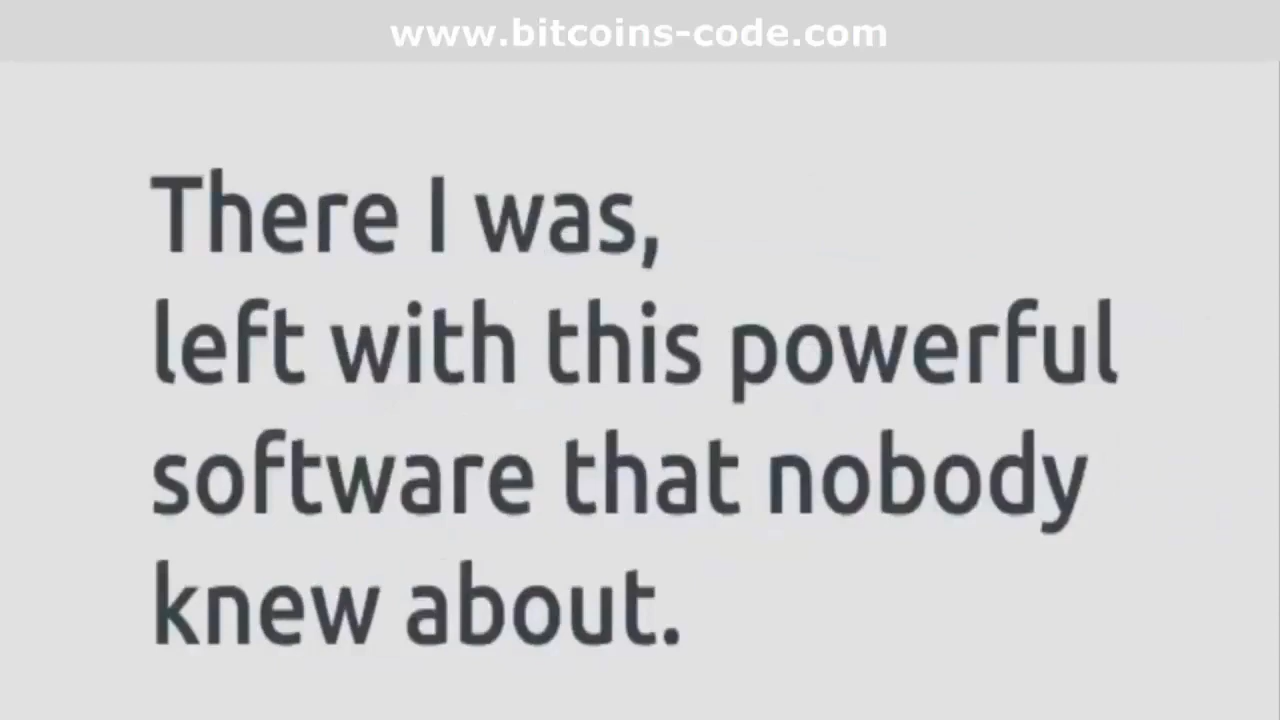 www.bitcoins-code.com
There I was,
left with this powerful
software that nobody
knew about.